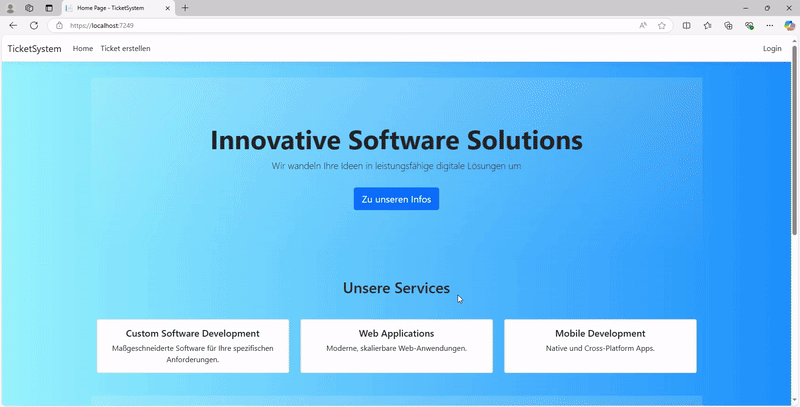 Home Page - TicketSystem
https://localhost:7249
TicketSystem Home Ticket erstellen Login
Innovative Software Solutions
Wir wandeln Ihre Ideen in leistungsfähige digitale Lösungen um
Zu unseren Infos
Unsere Services
Custom Software Development
Maßgeschneiderte Software für Ihre spezifischen
Anforderungen.
Web Applications
Moderne, skalierbare Web-Anwendungen.
Mobile Development
Native und Cross-Platform Apps.